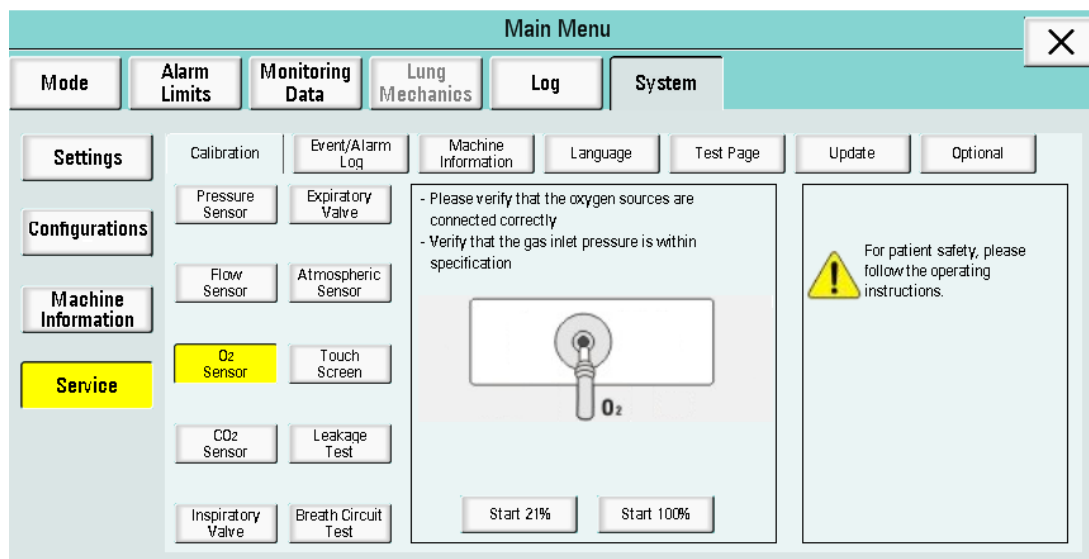 Main Menu
Mode
Alarm
Limits
Monitoring
Data
Lung
Mechanics
Log
System
Settings
Configurations
Machine
Information
Service
Calibration
Event/Alarm
Log
Machine
Information
Language
Test Page
Update
Optional
Pressure
Sensor
Expiratory
Valve
Flow
Sensor
Atmospheric
Sensor
O2
Sensor
Touch
Screen
CO2
Sensor
Leakage
Test
Inspiratory
Valve
Breath Circuit
Test
- Please verify that the oxygen sources are
connected correctly
- Verify that the gas inlet pressure is within
specification
O2
Start 21%
Start 100%
For patient safety, please
follow the operating
instructions.